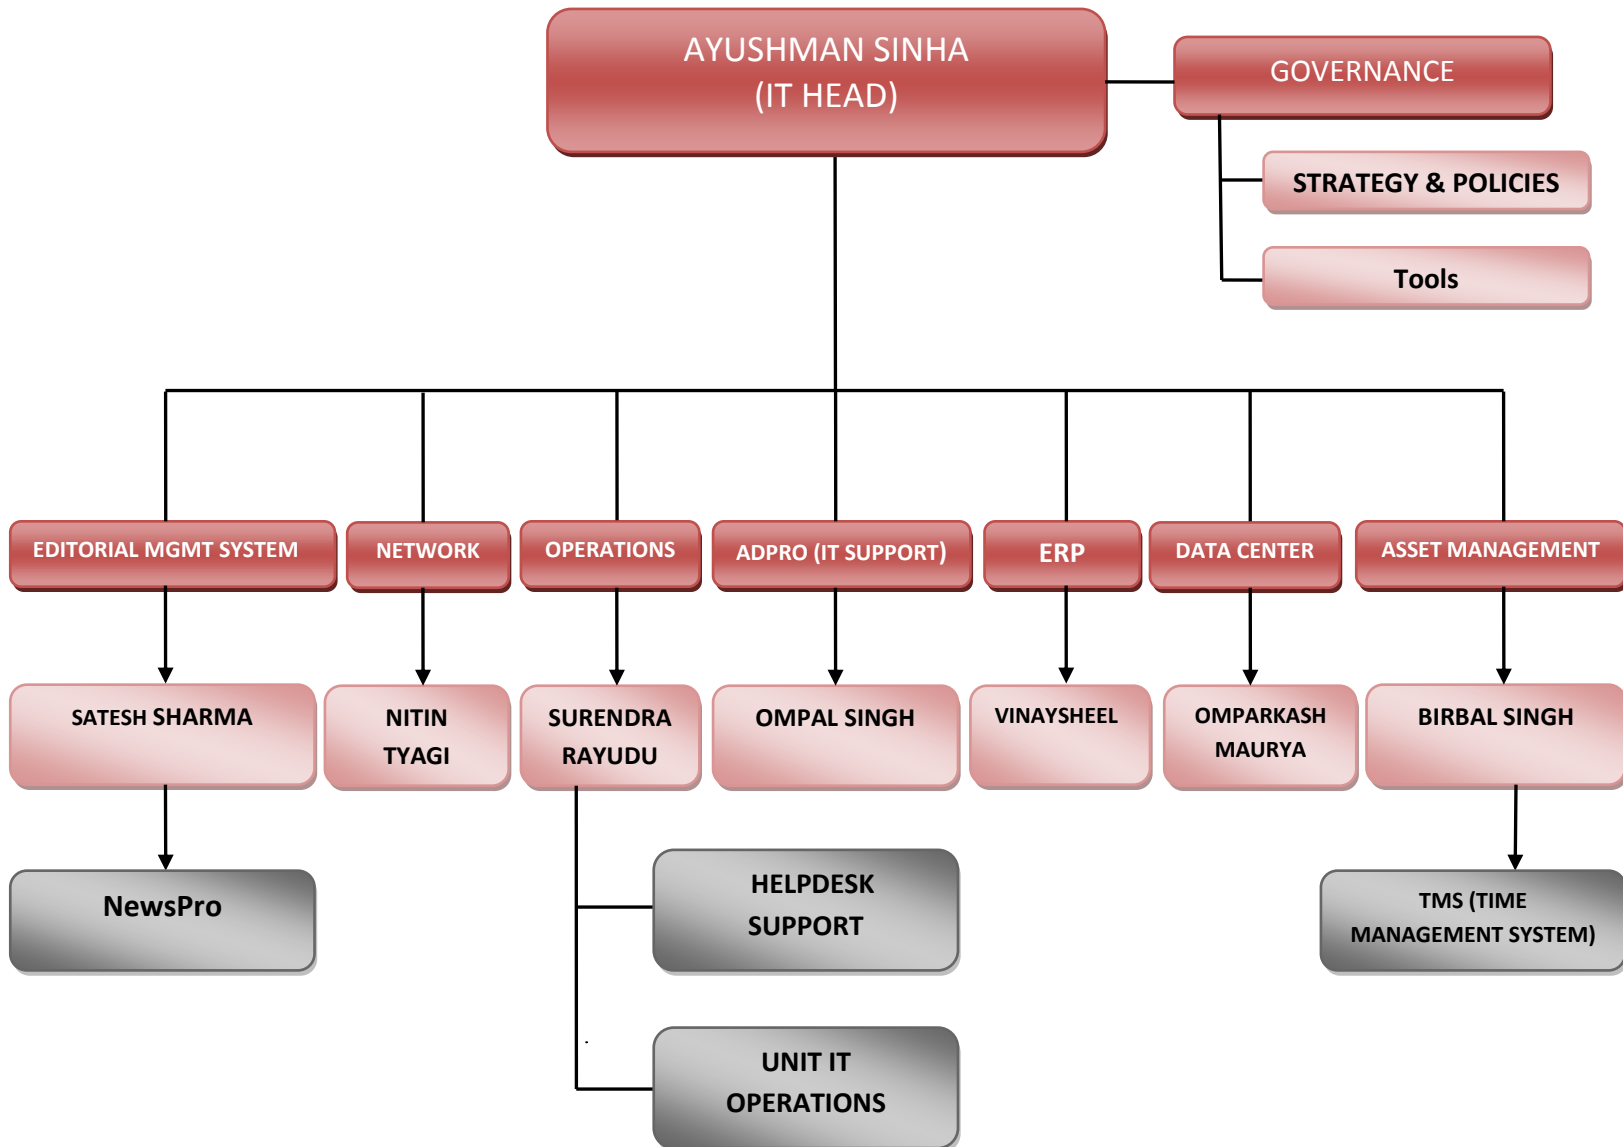 AYUSHMAN SINHA
(IT HEAD)
GOVERNANCE
STRATEGY & POLICIES
Tools
EDITORIAL MGMT SYSTEM
NETWORK
OPERATIONS
ADPRO (IT SUPPORT)
ERP
DATA CENTER
ASSET MANAGEMENT
SATESH SHARMA
NITIN
TYAGI
SURENDRA
RAYUDU
OMPAL SINGH
VINAYSHEEL
OMPARKASH
MAURYA
BIRBAL SINGH
NewsPro
HELPDESK
SUPPORT
TMS (TIME
MANAGEMENT SYSTEM)
.
UNIT IT
OPERATIONS